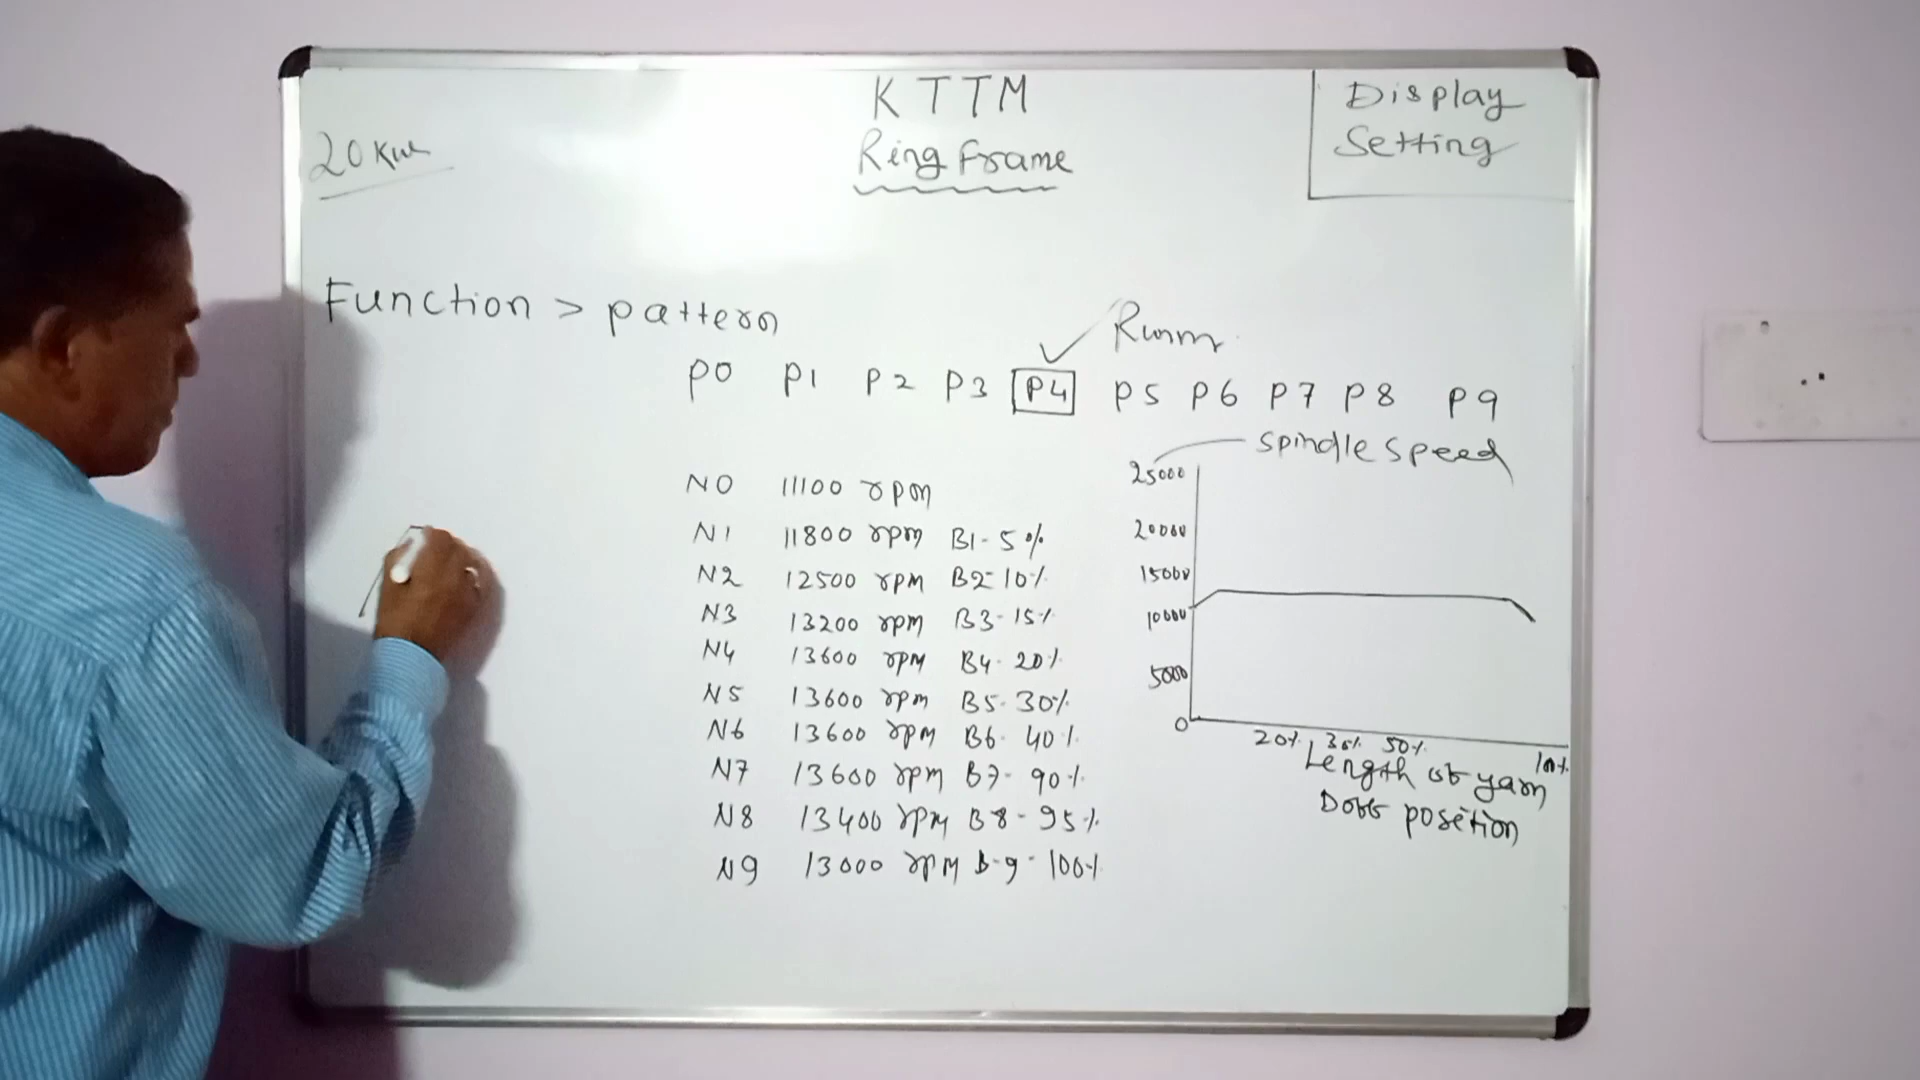 KTTM
Ring Frame
Display
Setting
20 Kw
Function > pattern
Runn
P0 P1 P2 P3 P4 P5 P6 P7 P8 P9
N0 11100 rpm
N1 11800 rpm B1-5%
N2 12500 rpm B2-10%
N3 13200 rpm B3-15%
N4 13600 rpm B4-20%
N5 13600 rpm B5-30%
N6 13600 rpm B6-40%
N7 13600 rpm B7-90%
N8 13400 rpm B8-95%
N9 13000 rpm B-9-100%
Spindle speed
25000
20000
15000
10000
5000
0
20% 30% 50% 100%
Length of yarn
Doff position